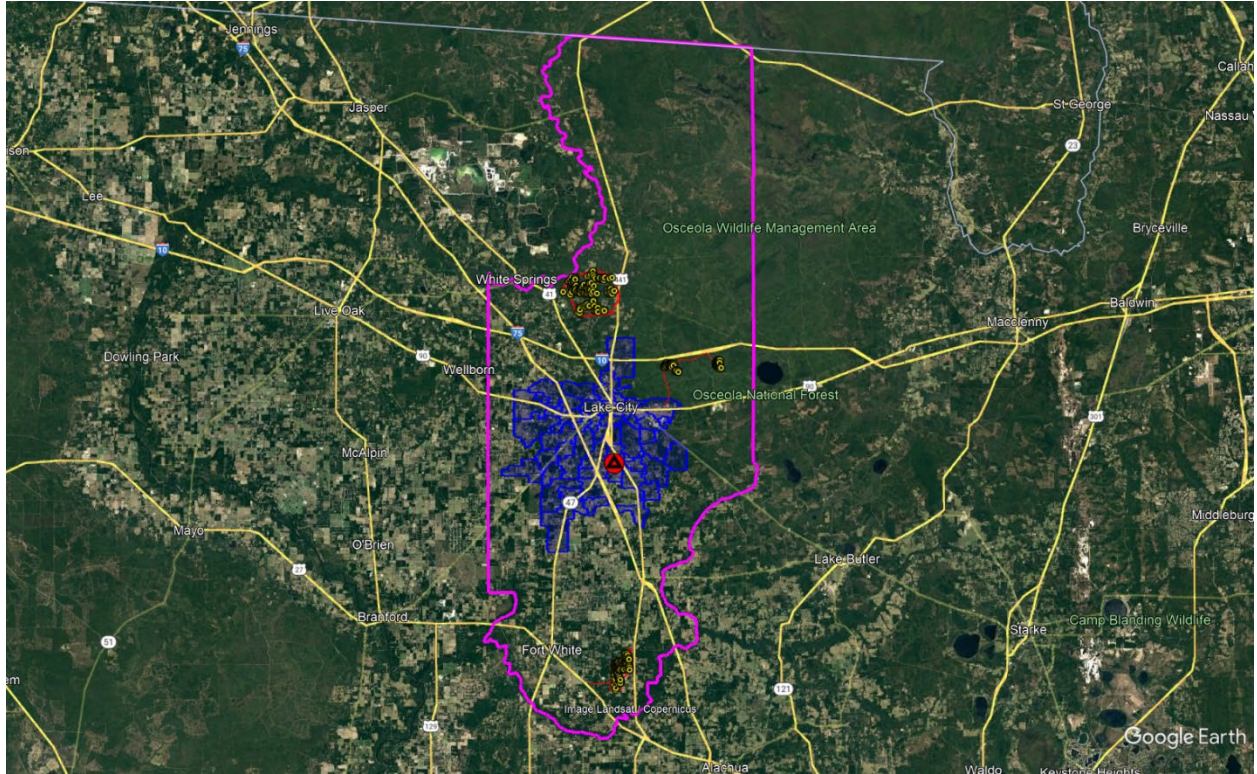 Jennings
75
Callah
Jasper
St George
Nassau V
23
ison
Lee
10
Osceola Wildlife Management Area
Bryceville
White Springs
41
441
Live Oak
Baldwin
Macclenny
75
Dowling Park
90
10
Wellborn
90
Osceola National Forest
Lake City
301
McAlpin
47
Mayo
Middleburg
O'Brien
Lake Butler
27
Branford
Camp Blanding Wildlife
Starke
51
Fort White
em
121
Image Landsat / Copernicus
129
Google Earth
Alachua
Waldo
Keystone Heights